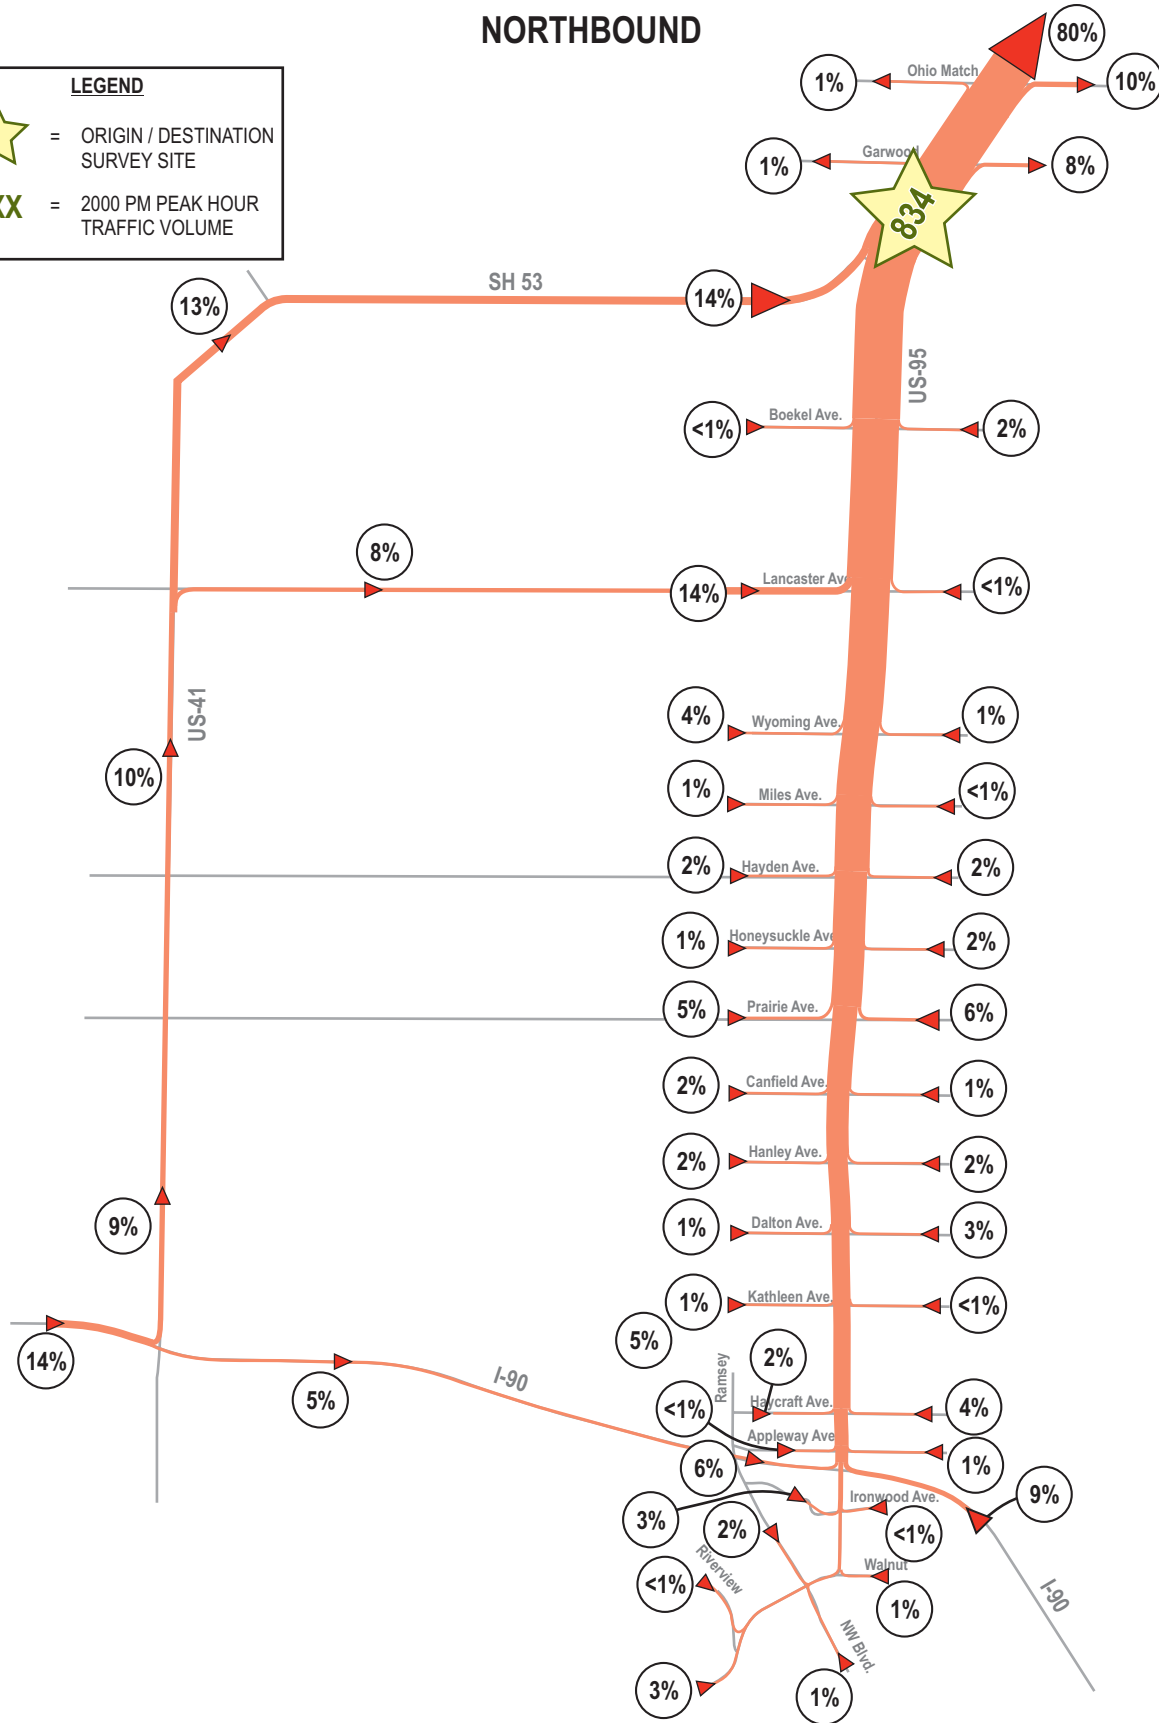 NORTHBOUND
80%
Ohio Match
1%
10%
LEGEND
= ORIGIN / DESTINATION
SURVEY SITE
XX = 2000 PM PEAK HOUR
TRAFFIC VOLUME
Garwood
1%
8%
834
SH 53
13%
14%
US-95
Boekel Ave.
<1%
2%
8%
Lancaster Ave
14%
<1%
US-41
4%
Wyoming Ave.
1%
10%
1%
Miles Ave.
<1%
2%
Hayden Ave.
2%
1%
Honeysuckle Ave
2%
5%
Prairie Ave.
6%
2%
Canfield Ave.
1%
2%
Hanley Ave.
2%
9%
1%
Dalton Ave.
3%
1%
Kathleen Ave.
<1%
14%
5%
5%
I-90
Ramsey
2%
Haycraft Ave.
4%
<1%
Appleway Ave
1%
6%
Ironwood Ave.
9%
3%
2%
<1%
Riverview
Walnut
<1%
1%
I-90
NW Blvd.
3%
1%